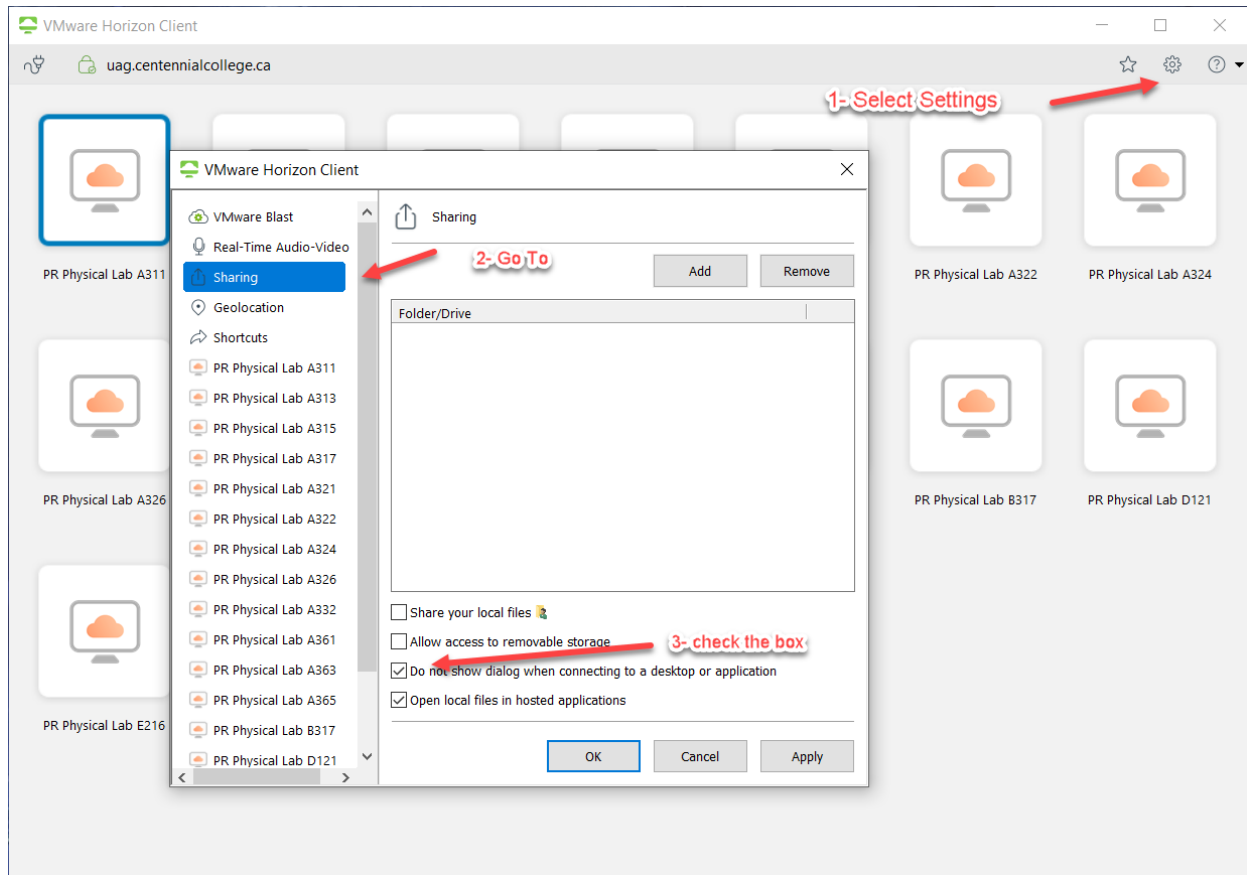 VMware Horizon Client
uag.centennialcollege.ca
1- Select Settings
PR Physical Lab A311
PR Physical Lab A322
PR Physical Lab A324
PR Physical Lab A326
PR Physical Lab B317
PR Physical Lab D121
PR Physical Lab E216
VMware Horizon Client
VMware Blast
Real-Time Audio-Video
Sharing
Geolocation
Shortcuts
PR Physical Lab A311
PR Physical Lab A313
PR Physical Lab A315
PR Physical Lab A317
PR Physical Lab A321
PR Physical Lab A322
PR Physical Lab A324
PR Physical Lab A326
PR Physical Lab A332
PR Physical Lab A361
PR Physical Lab A363
PR Physical Lab A365
PR Physical Lab B317
PR Physical Lab D121
Sharing
2- Go To
Add Remove
Folder/Drive
Share your local files
Allow access to removable storage
3- check the box
Do not show dialog when connecting to a desktop or application
Open local files in hosted applications
OK Cancel Apply